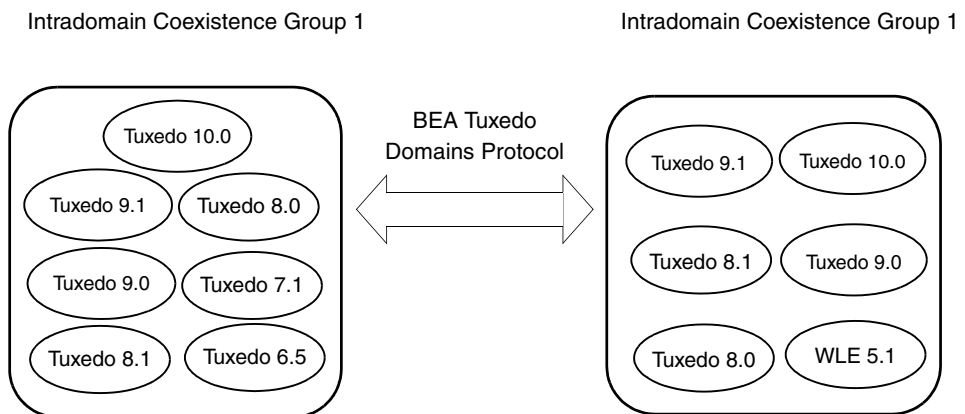 Intradomain Coexistence Group 1
Intradomain Coexistence Group 1
Tuxedo 10.0
Tuxedo 9.1
Tuxedo 8.0
Tuxedo 9.0
Tuxedo 7.1
Tuxedo 8.1
Tuxedo 6.5
BEA Tuxedo
Domains Protocol
Tuxedo 9.1
Tuxedo 10.0
Tuxedo 8.1
Tuxedo 9.0
Tuxedo 8.0
WLE 5.1